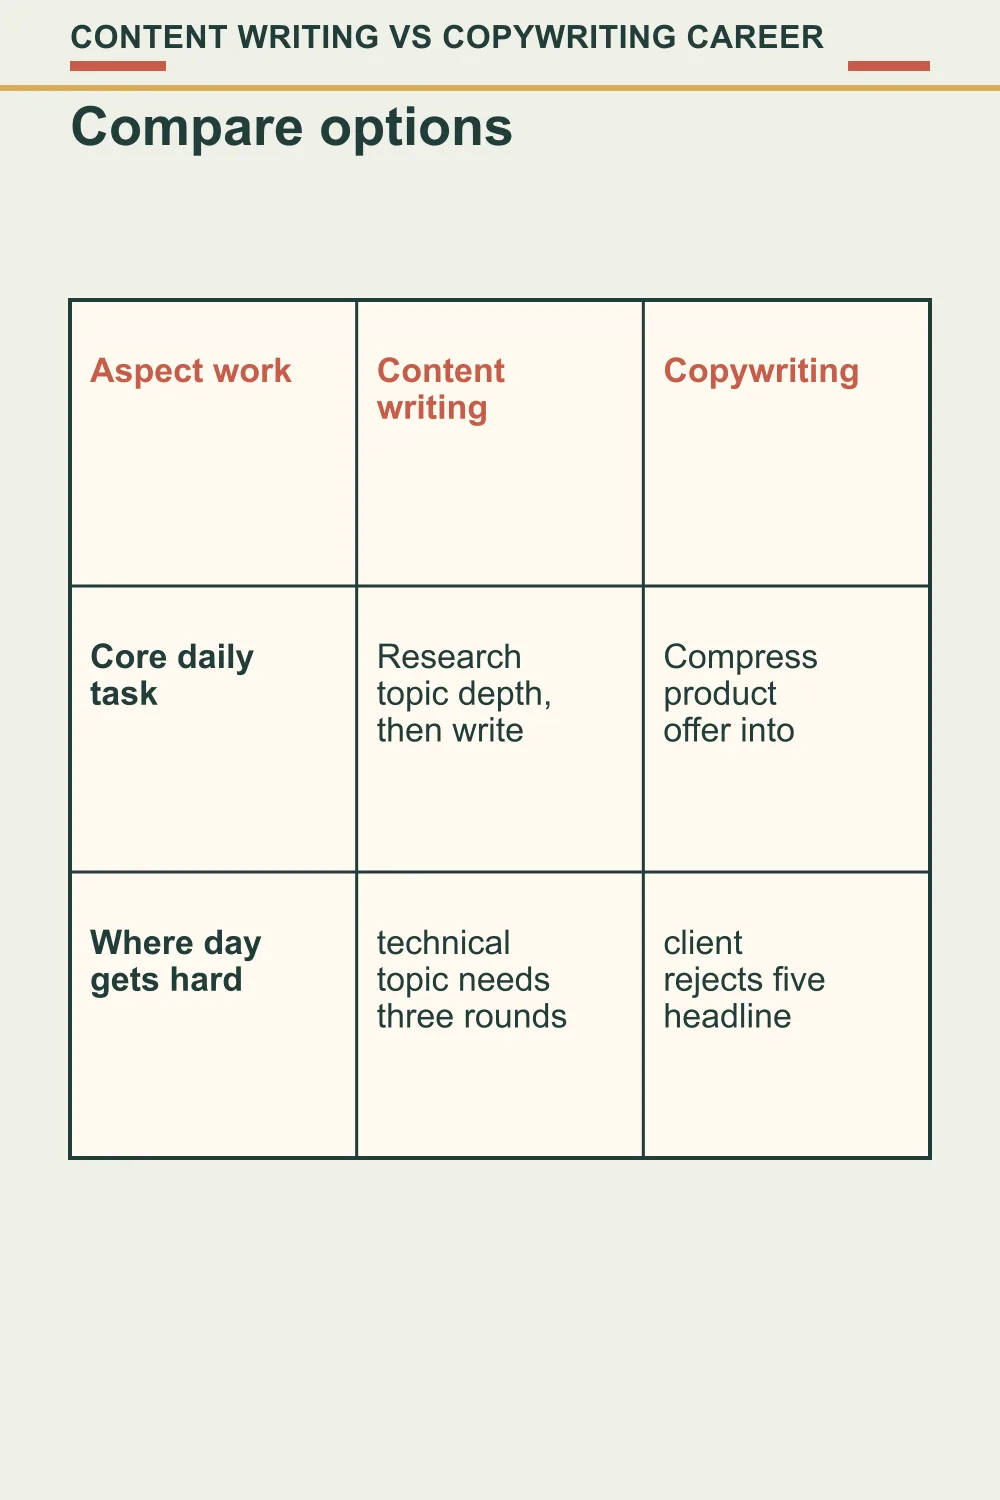 CONTENT WRITING VS COPYWRITING CAREER
Compare options
Aspect work
Content
writing
Copywriting
Core daily
task
Research
topic depth,
then write
Compress
product
offer into
Where day
gets hard
technical
topic needs
three rounds
client
rejects five
headline